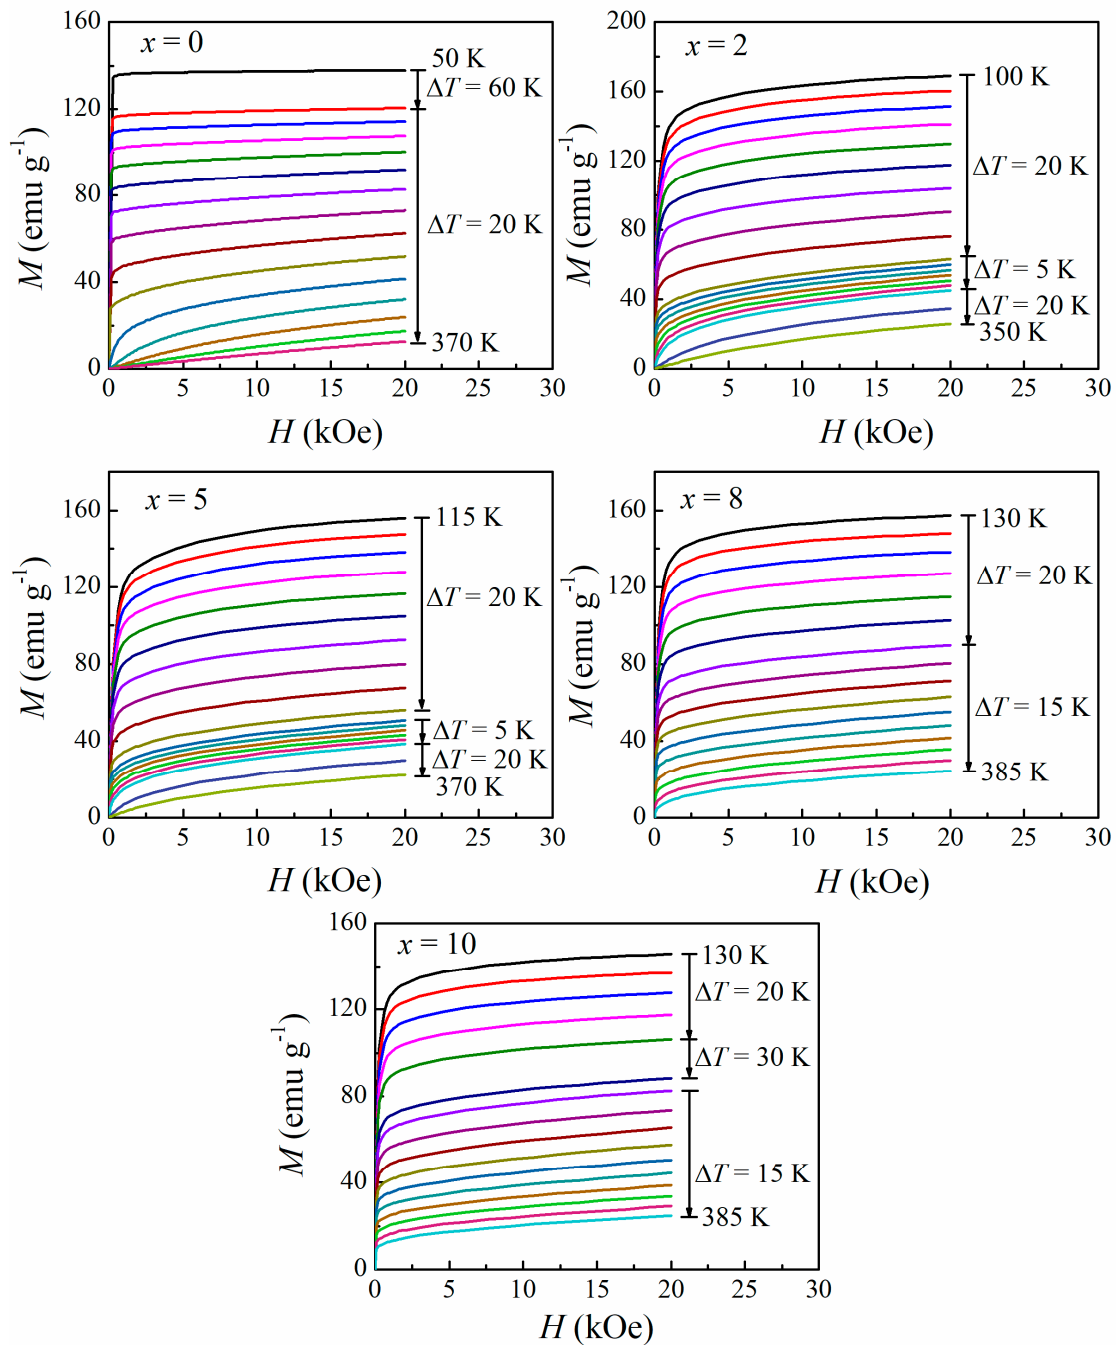 x = 0
M (emu g⁻¹)
160
120
80
40
0
50 K
ΔT = 60 K
ΔT = 20 K
370 K
0 5 10 15 20 25 30
H (kOe)
x = 2
M (emu g⁻¹)
200
160
120
80
40
0
100 K
ΔT = 20 K
ΔT = 5 K
ΔT = 20 K
350 K
0 5 10 15 20 25 30
H (kOe)
x = 5
M (emu g⁻¹)
160
120
80
40
0
115 K
ΔT = 20 K
ΔT = 5 K
ΔT = 20 K
370 K
0 5 10 15 20 25 30
H (kOe)
x = 8
M (emu g⁻¹)
160
120
80
40
0
130 K
ΔT = 20 K
ΔT = 15 K
385 K
0 5 10 15 20 25 30
H (kOe)
x = 10
M (emu g⁻¹)
160
120
80
40
0
130 K
ΔT = 20 K
ΔT = 30 K
ΔT = 15 K
385 K
0 5 10 15 20 25 30
H (kOe)